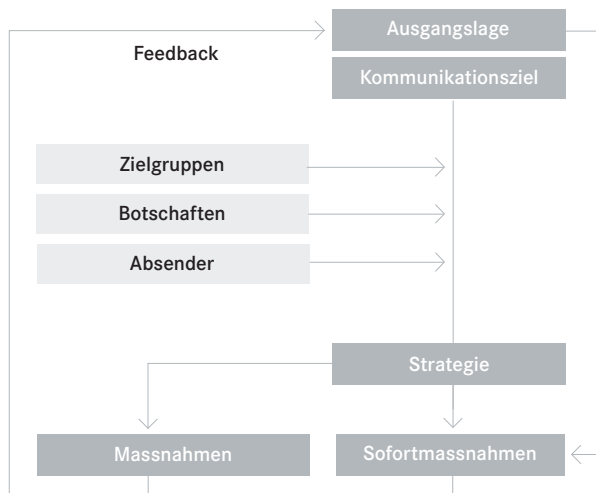 Ausgangslage
Feedback
Kommunikationsziel
Zielgruppen
Botschaften
Absender
Strategie
Massnahmen
Sofortmassnahmen